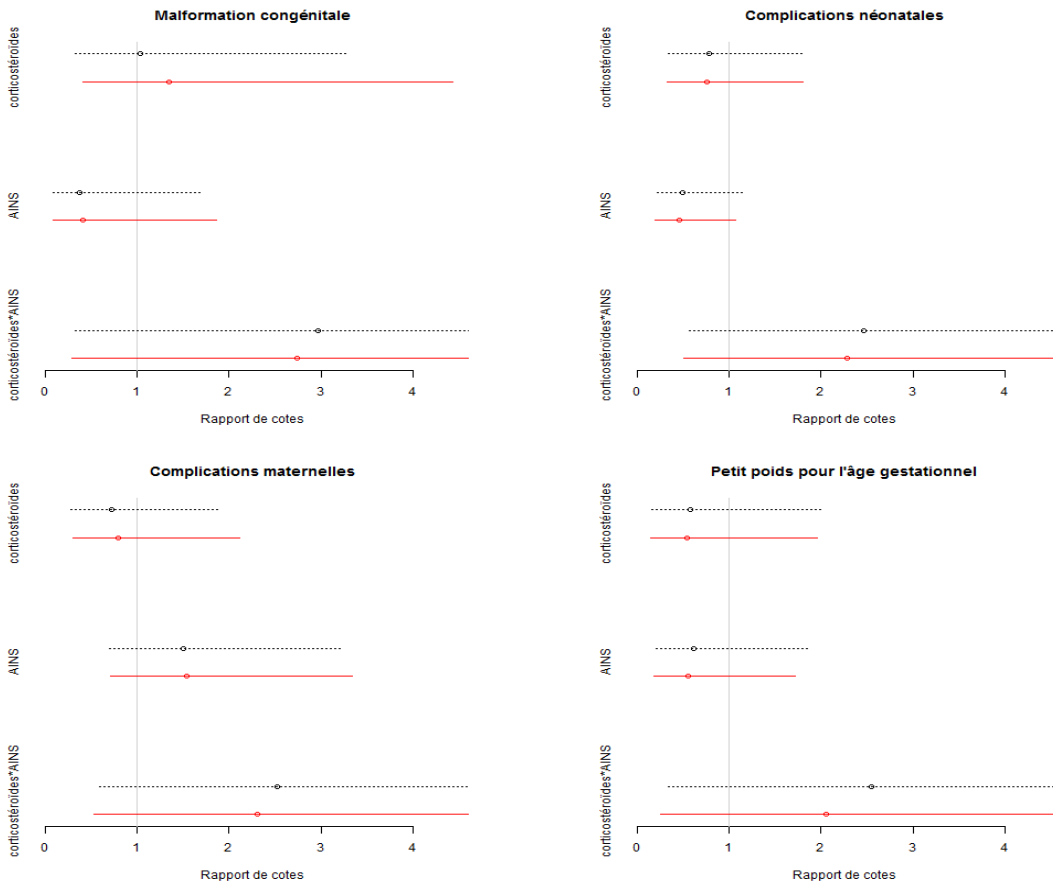 Malformation congénitale
corticostéroïdes
AINS
corticostéroïdes*AINS
0 1 2 3 4
Rapport de cotes
Complications néonatales
corticostéroïdes
AINS
corticostéroïdes*AINS
0 1 2 3 4
Rapport de cotes
Complications maternelles
corticostéroïdes
AINS
corticostéroïdes*AINS
0 1 2 3 4
Rapport de cotes
Petit poids pour l'âge gestationnel
corticostéroïdes
AINS
corticostéroïdes*AINS
0 1 2 3 4
Rapport de cotes